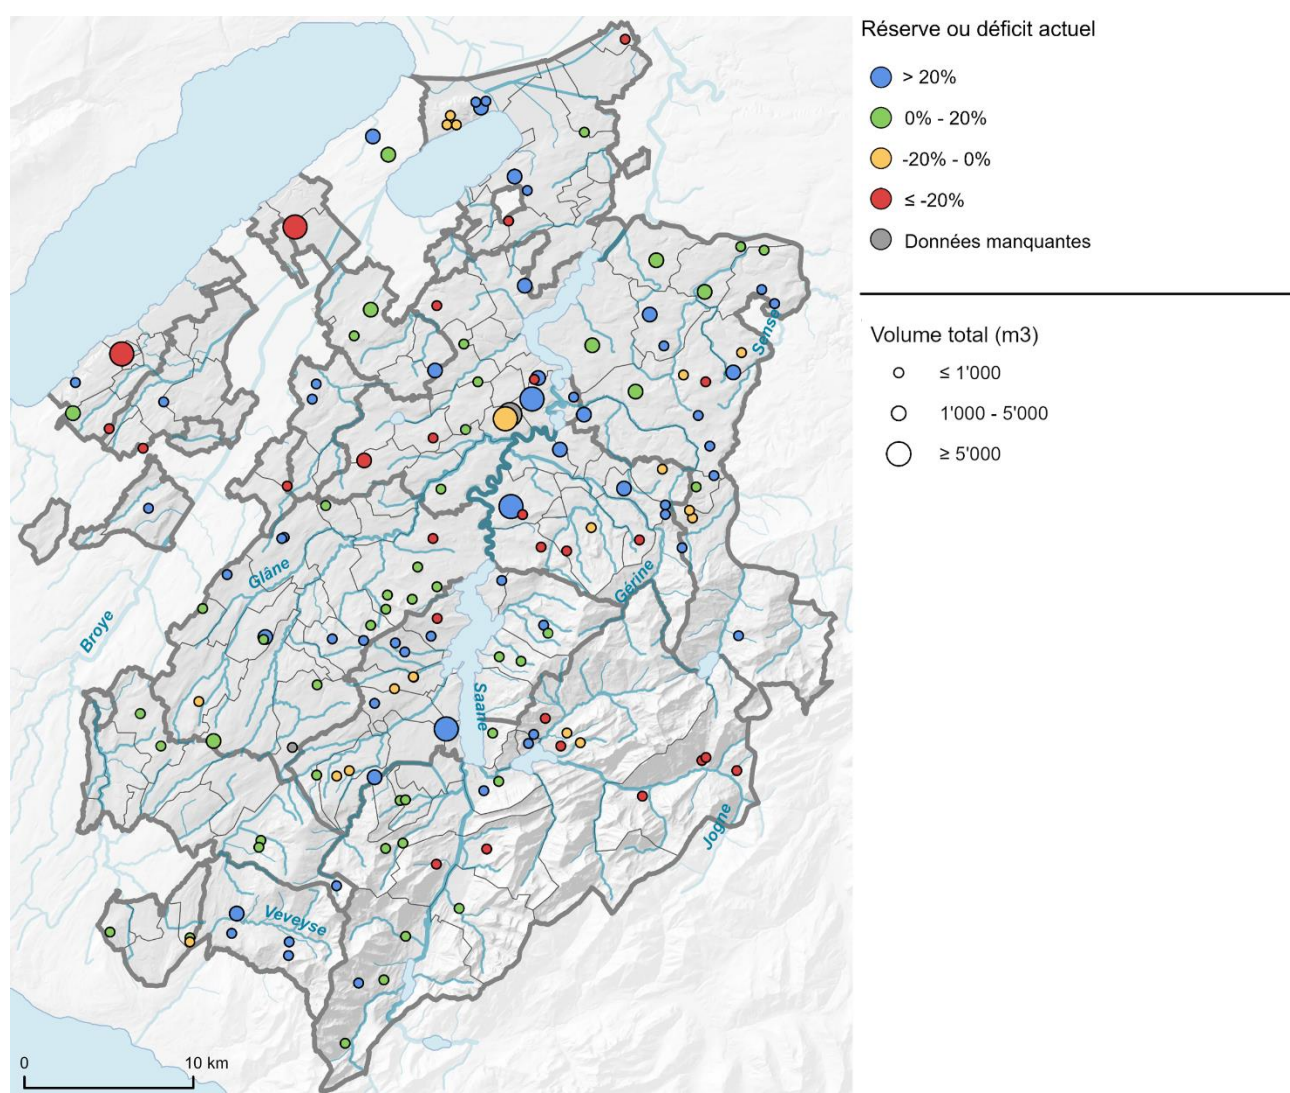 Réserve ou déficit actuel
> 20%
0% - 20%
-20% - 0%
≤ -20%
Données manquantes
Volume total (m3)
≤ 1'000
1'000 - 5'000
≥ 5'000
Sense
Glâne
Gérine
Broye
Saane
Jogne
Veveyse
0 10 km